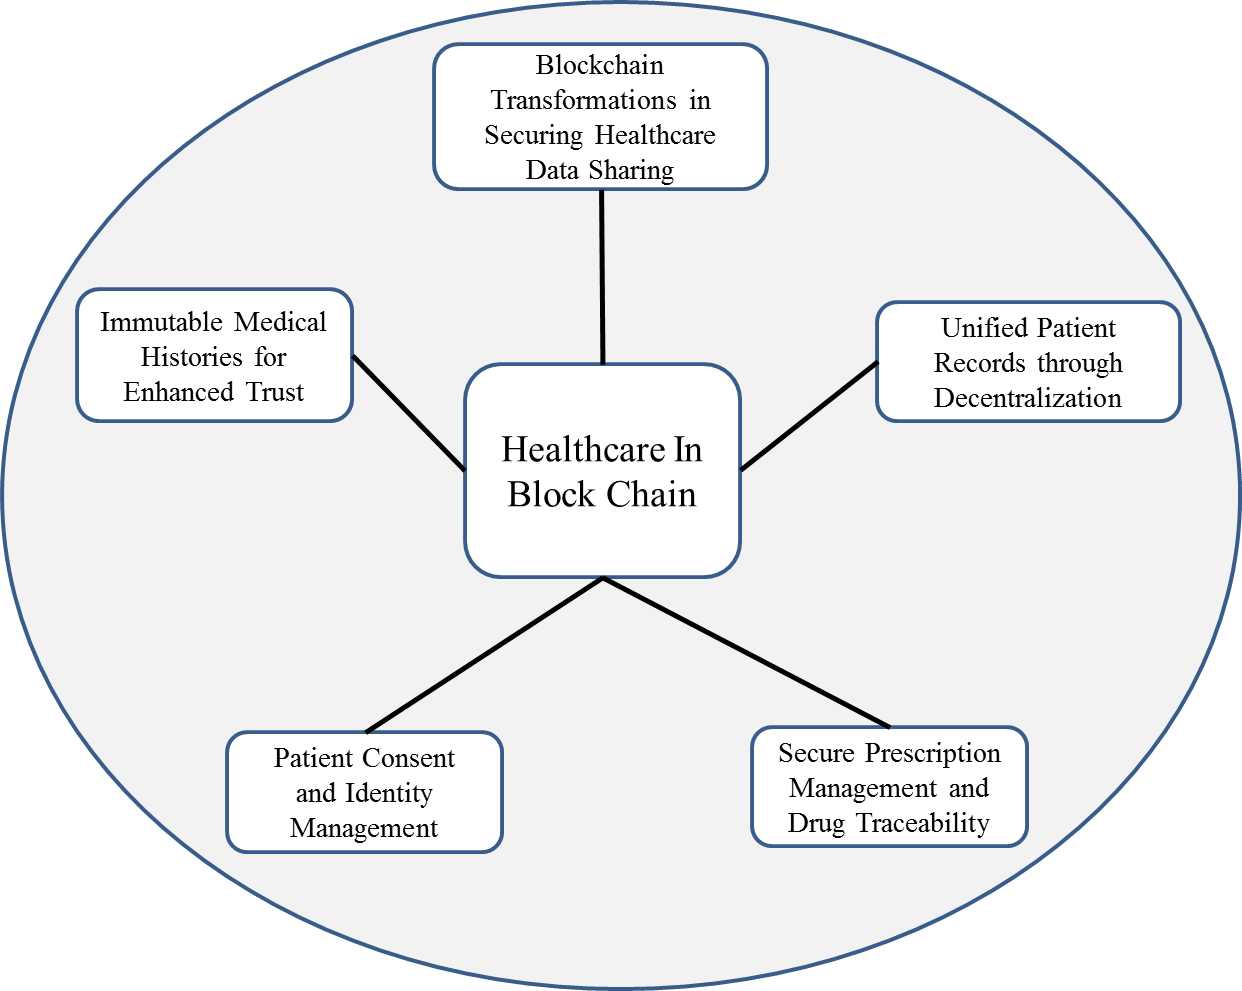 Blockchain
Transformations in
Securing Healthcare
Data Sharing
Immutable Medical
Histories for
Enhanced Trust
Unified Patient
Records through
Decentralization
Healthcare In
Block Chain
Patient Consent
and Identity
Management
Secure Prescription
Management and
Drug Traceability